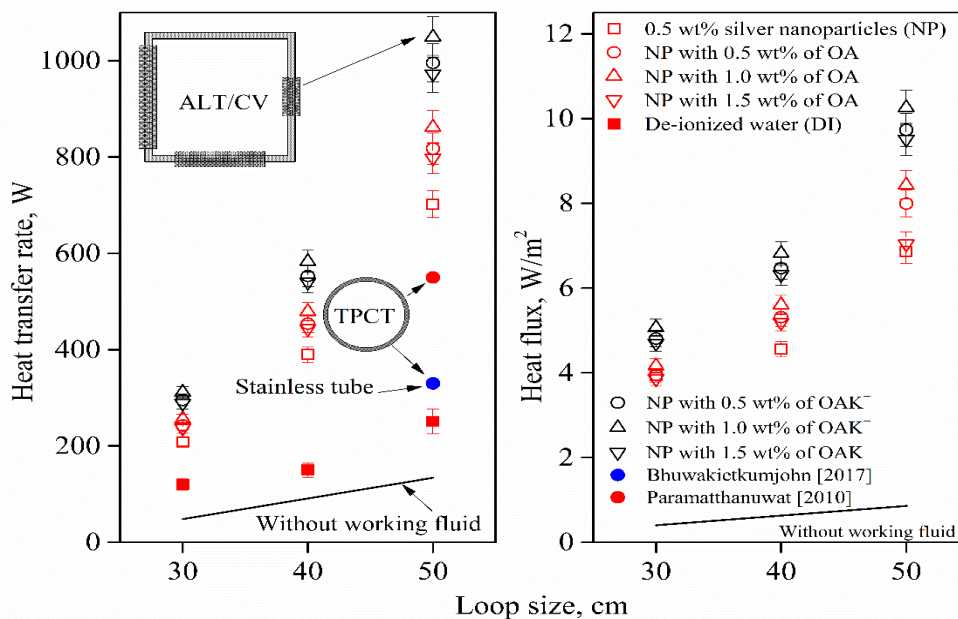 Heat transfer rate, W
1000
800
600
400
200
0
30
40
50
ALT/CV
TPCT
Stainless tube
Without working fluid
Heat flux, W/m²
12
10
8
6
4
2
0
30
40
50
0.5 wt% silver nanoparticles (NP)
NP with 0.5 wt% of OA
NP with 1.0 wt% of OA
NP with 1.5 wt% of OA
De-ionized water (DI)
NP with 0.5 wt% of OAK⁻
NP with 1.0 wt% of OAK⁻
NP with 1.5 wt% of OAK
Bhuwakietkumjohn [2017]
Paramatthanuwat [2010]
Without working fluid
Loop size, cm